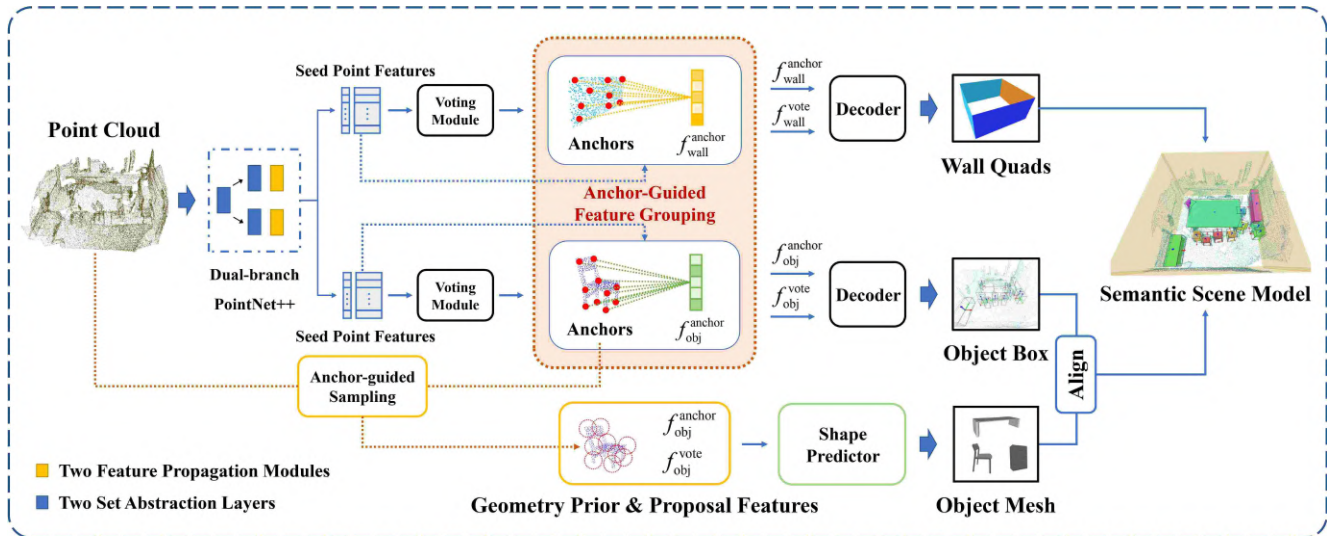 Point Cloud
Dual-branch
PointNet++
Seed Point Features
Voting
Module
Seed Point Features
Voting
Module
Anchors
f_wall^anchor
Anchor-Guided
Feature Grouping
Anchors
f_obj^anchor
f_wall^anchor
f_wall^vote
Decoder
Wall Quads
f_obj^anchor
f_obj^vote
Decoder
Object Box
Semantic Scene Model
Align
Anchor-guided
Sampling
f_obj^anchor
f_obj^vote
Shape
Predictor
Geometry Prior & Proposal Features
Object Mesh
Two Feature Propagation Modules
Two Set Abstraction Layers